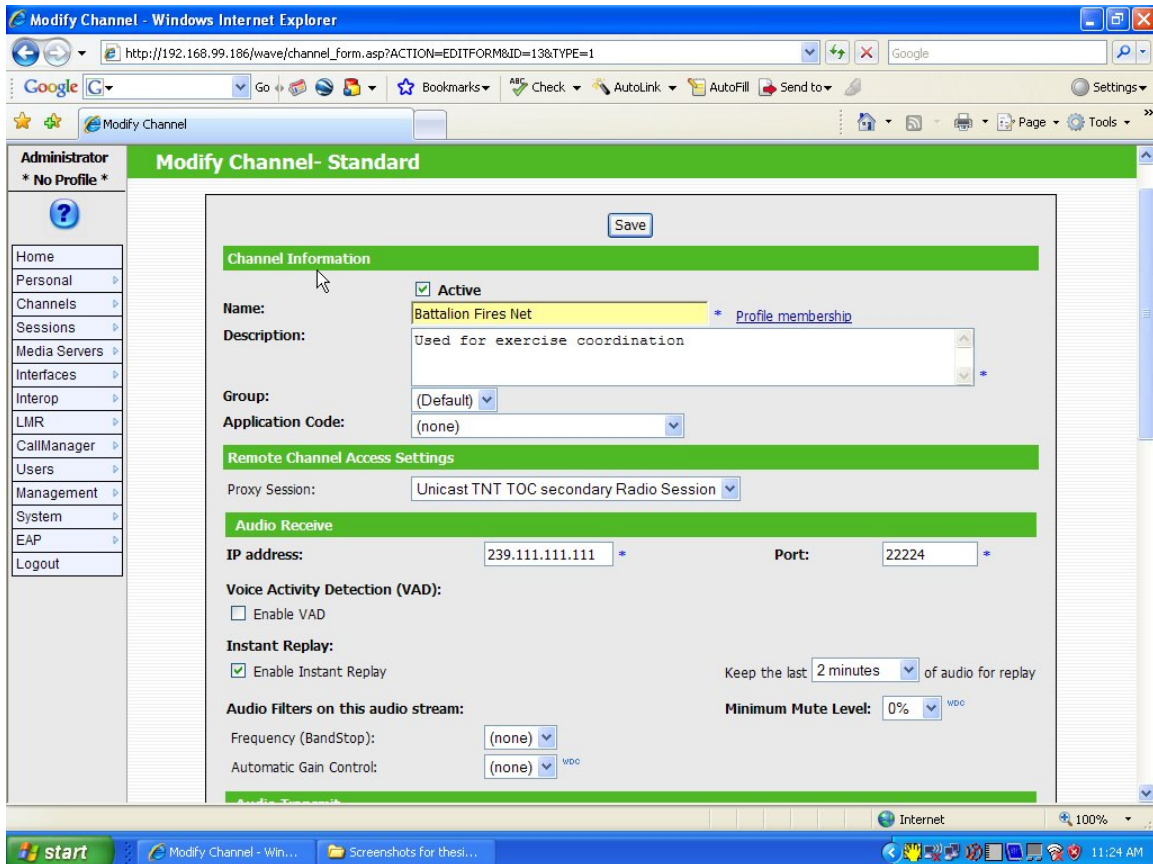 Modify Channel - Windows Internet Explorer
http://192.168.99.186/wave/channel_form.asp?ACTION=EDITFORM&ID=13&TYPE=1
Google
Google G Go Bookmarks ABC Check AutoLink AutoFill Send to Settings
Modify Channel Page Tools »
Administrator
* No Profile *
?
Home
Personal
Channels
Sessions
Media Servers
Interfaces
Interop
LMR
CallManager
Users
Management
System
EAP
Logout
Modify Channel- Standard
Save
Channel Information
Active
Name: Battalion Fires Net * Profile membership
Description: Used for exercise coordination *
Group: (Default)
Application Code: (none)
Remote Channel Access Settings
Proxy Session: Unicast TNT TOC secondary Radio Session
Audio Receive
IP address: 239.111.111.111 * Port: 22224 *
Voice Activity Detection (VAD):
Enable VAD
Instant Replay:
Enable Instant Replay Keep the last 2 minutes of audio for replay
Audio Filters on this audio stream: Minimum Mute Level: 0% WDC
Frequency (BandStop): (none)
Automatic Gain Control: (none) WDC
Audio Transmit
Internet 100%
start Modify Channel - Win... Screenshots for thesi... 11:24 AM